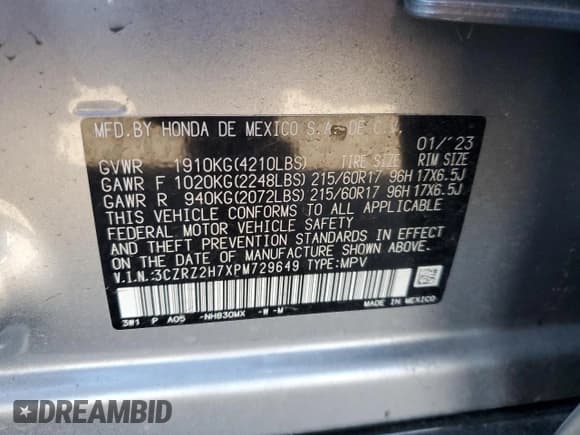 MFD.BY HONDA DE MEXICO S.A. DE C.V. 01/'23
GVWR 1910KG(4210LBS) TIRE SIZE RIM SIZE
GAWR F 1020KG(2248LBS) 215/60R17 96H 17X6.5J
GAWR R 940KG(2072LBS) 215/60R17 96H 17X6.5J
THIS VEHICLE CONFORMS TO ALL APPLICABLE
FEDERAL MOTOR VEHICLE SAFETY
AND THEFT PREVENTION STANDARDS IN EFFECT
ON THE DATE OF MANUFACTURE SHOWN ABOVE.
V.I.N.:3CZRZ2H7XPM729649 TYPE:MPV
3W1 P A05 -NH830MX -W -M MADE IN MEXICO
DREAMBID